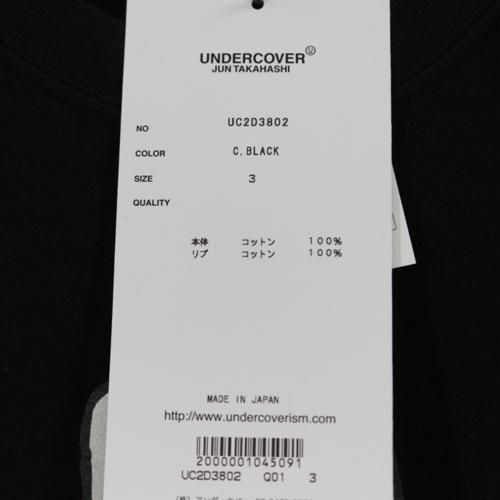 UNDERCOVER
JUN TAKAHASHI
NO UC2D3802
COLOR C.BLACK
SIZE 3
QUALITY
本体 コットン 100%
リブ コットン 100%
MADE IN JAPAN
http://www.undercoverism.com/
2000001045091
UC2D3802 Q01 3